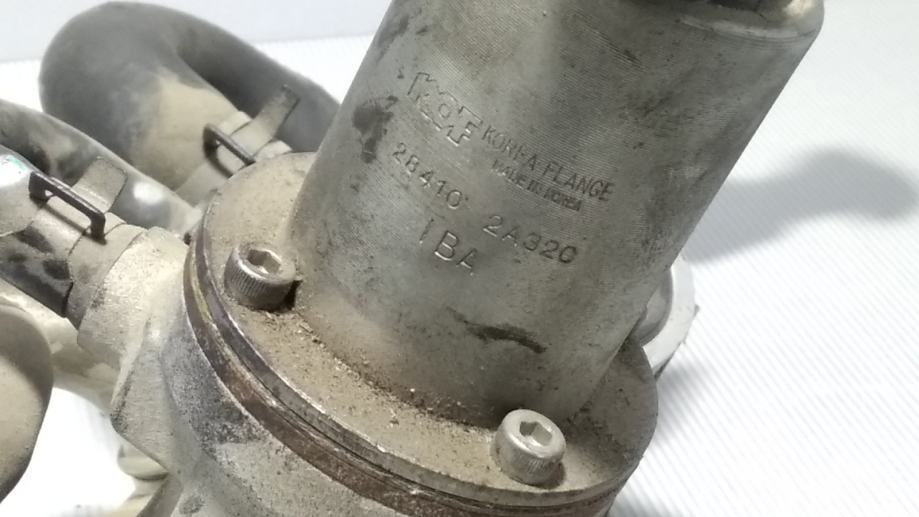 KOF KOREA FLANGE
MADE IN KOREA
28410 2A320
1BA